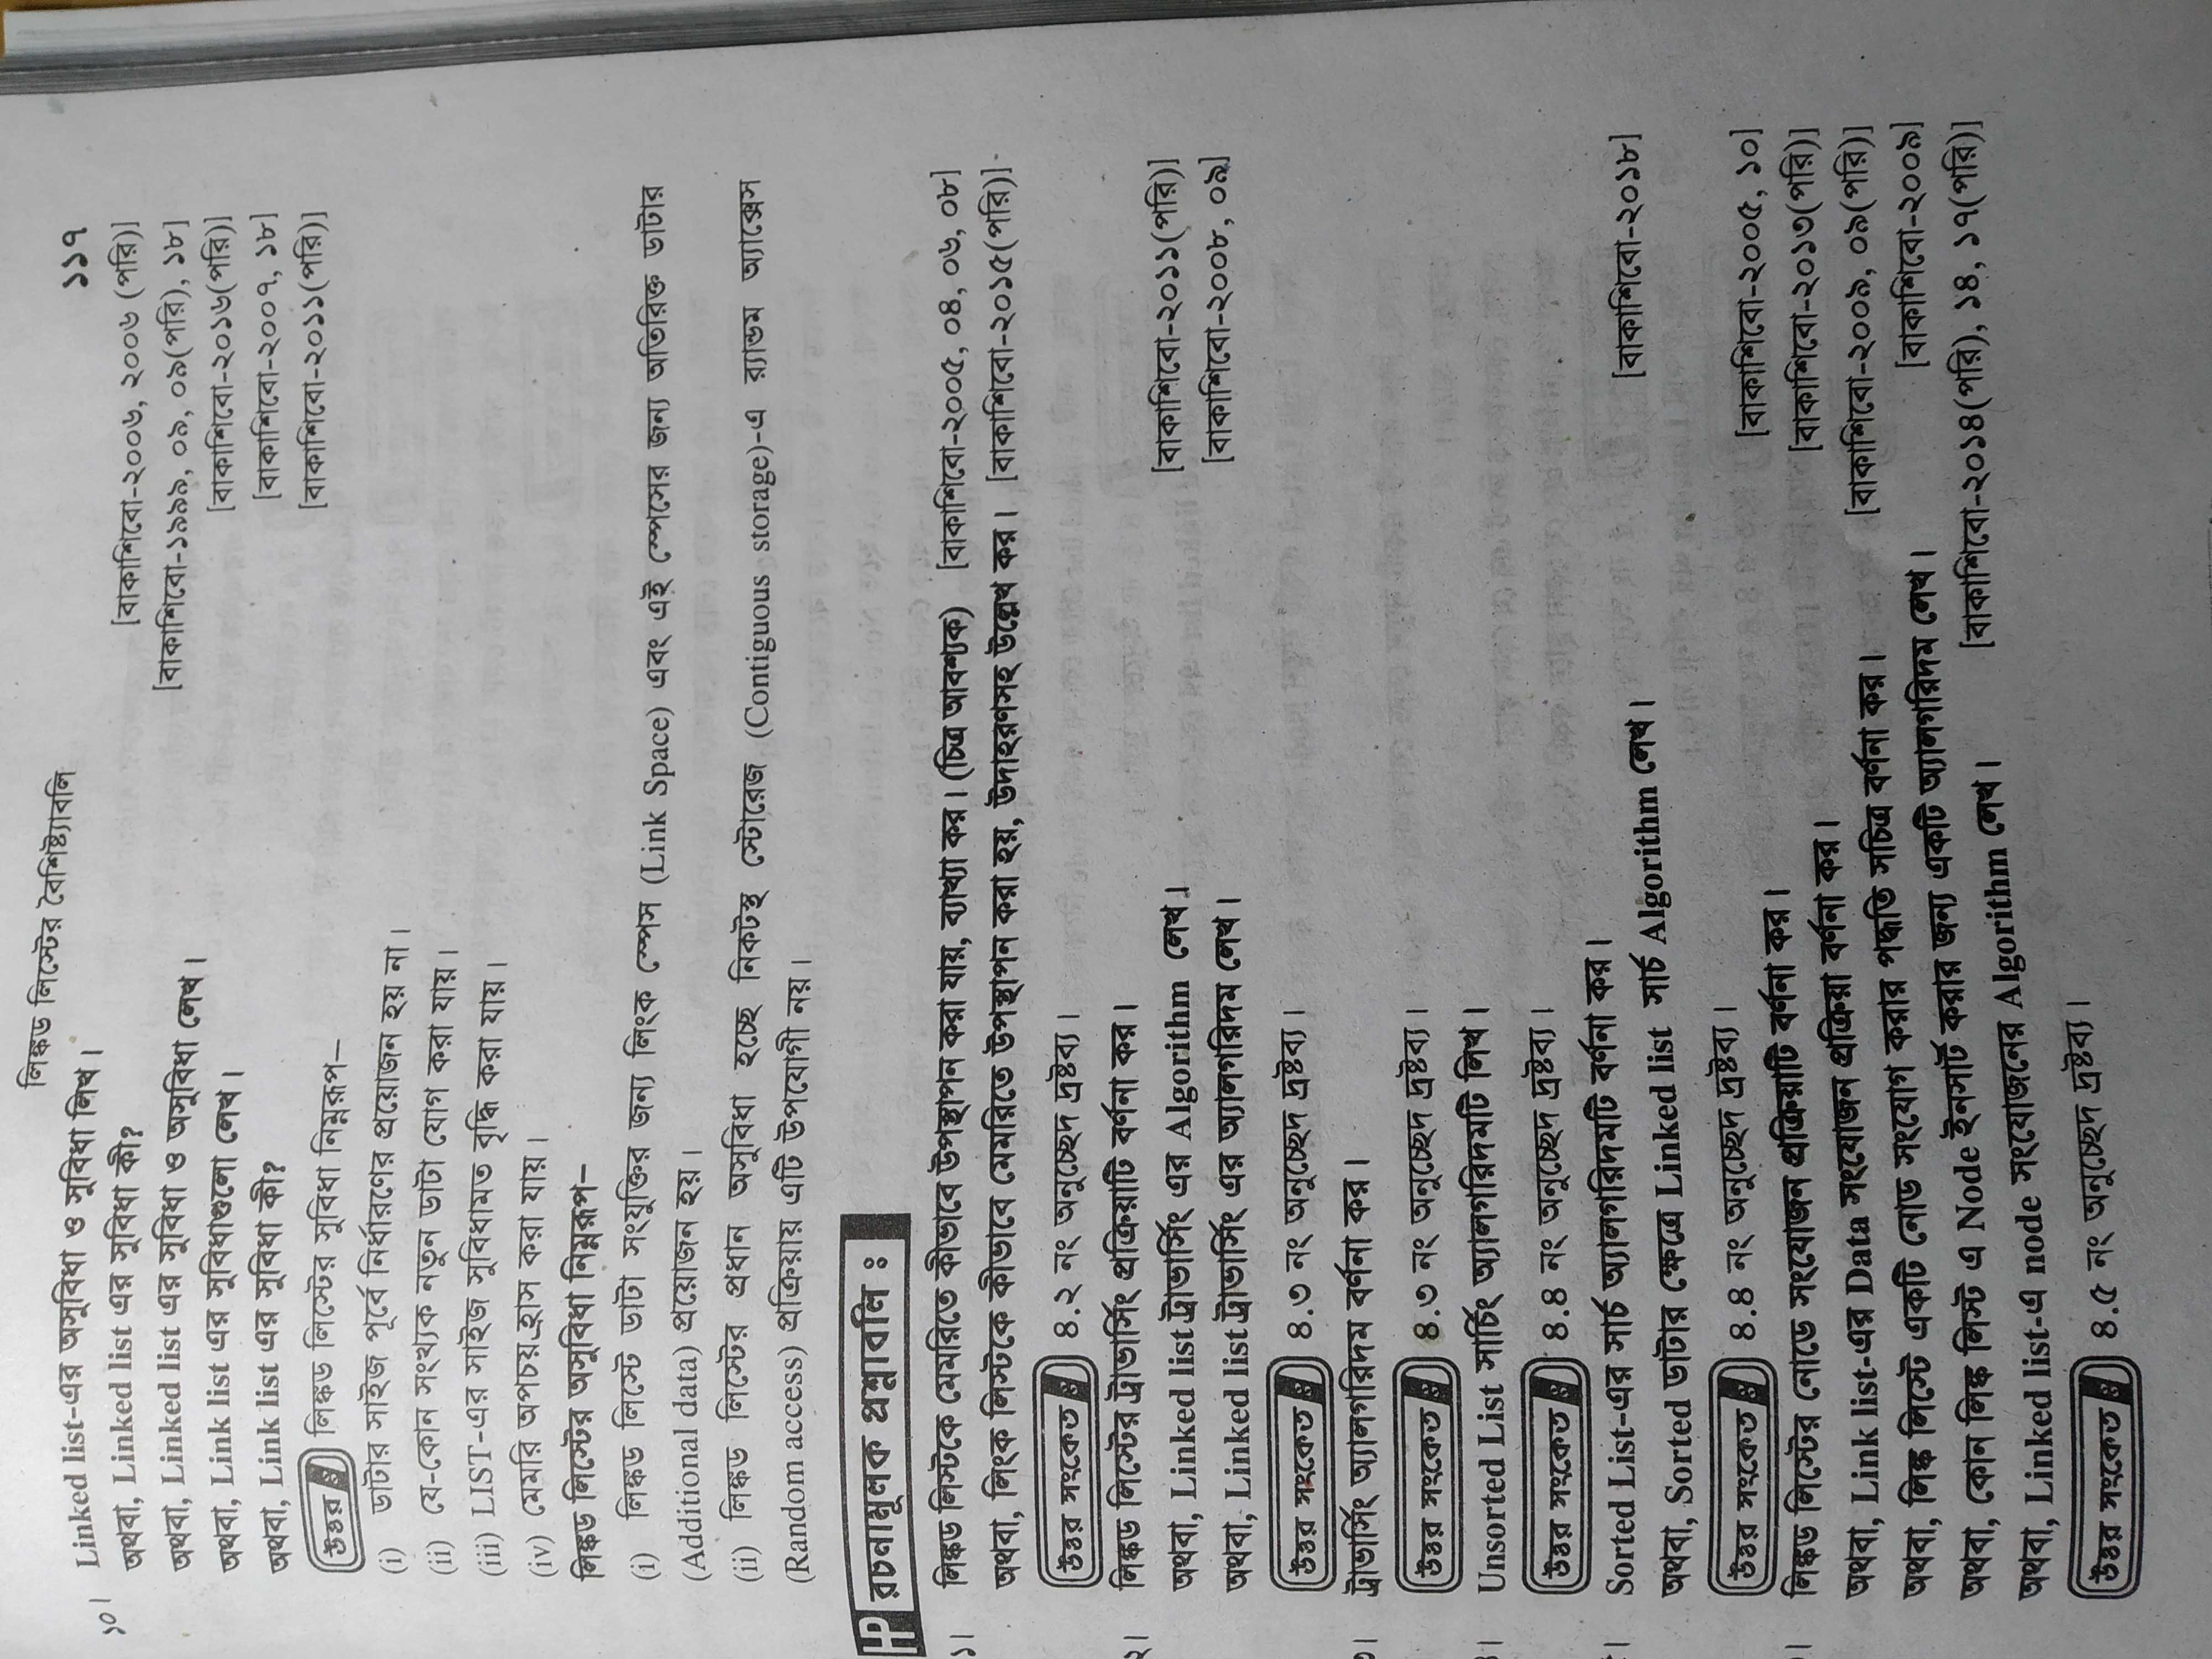 লিঙ্কড লিস্টের বৈশিষ্ট্যাবলি ১১৭
১০। Linked list-এর অসুবিধা ও সুবিধা লিখ। [বাকাশিবো-২০০৬, ২০০৬ (পরি)]
অথবা, Linked list এর সুবিধা কী? [বাকাশিবো-১৯৯৯, ০৯, ০৯(পরি), ১৮]
অথবা, Linked list এর সুবিধা ও অসুবিধা লেখ। [বাকাশিবো-২০১৬(পরি)]
অথবা, Link list এর সুবিধাগুলো লেখ। [বাকাশিবো-২০০৭, ১৮]
অথবা, Link list এর সুবিধা কী? [বাকাশিবো-২০১১(পরি)]
উত্তর ঃ লিঙ্কড লিস্টের সুবিধা নিম্নরূপ–
(i) ডাটার সাইজ পূর্বে নির্ধারণের প্রয়োজন হয় না।
(ii) যে-কোন সংখ্যক নতুন ডাটা যোগ করা যায়।
(iii) LIST-এর সাইজ সুবিধামত বৃদ্ধি করা যায়।
(iv) মেমরি অপচয় হ্রাস করা যায়।
লিঙ্কড লিস্টের অসুবিধা নিম্নরূপ–
(i) লিঙ্কড লিস্টে ডাটা সংযুক্তির জন্য লিংক স্পেস (Link Space) এবং এই স্পেসের জন্য অতিরিক্ত ডাটার
(Additional data) প্রয়োজন হয়।
(ii) লিঙ্কড লিস্টের প্রধান অসুবিধা হচ্ছে নিকটস্থ স্টোরেজ (Contiguous storage)-এ র‍্যান্ডম অ্যাক্সেস
(Random access) প্রক্রিয়ায় এটি উপযোগী নয়।
HP রচনামূলক প্রশ্নাবলি ঃ
১। লিঙ্কড লিস্টকে মেমরিতে কীভাবে উপস্থাপন করা যায়, ব্যাখ্যা কর। (চিত্র আবশ্যক) [বাকাশিবো-২০০৫, ০৪, ০৬, ০৮]
অথবা, লিংক লিস্টকে কীভাবে মেমরিতে উপস্থাপন করা হয়, উদাহরণসহ উল্লেখ কর। [বাকাশিবো-২০১৫(পরি)]
উত্তর সংকেত ঃ ৪.২ নং অনুচ্ছেদ দ্রষ্টব্য।
২। লিঙ্কড লিস্টের ট্রাভার্সিং প্রক্রিয়াটি বর্ণনা কর।
অথবা, Linked list ট্রাভার্সিং এর Algorithm লেখ। [বাকাশিবো-২০১১(পরি)]
অথবা, Linked list ট্রাভার্সিং এর অ্যালগরিদম লেখ। [বাকাশিবো-২০০৮, ০৯]
উত্তর সংকেত ঃ ৪.৩ নং অনুচ্ছেদ দ্রষ্টব্য।
ট্রাভার্সিং অ্যালগরিদম বর্ণনা কর।
উত্তর সংকেত ঃ ৪.৩ নং অনুচ্ছেদ দ্রষ্টব্য।
Unsorted List সার্চিং অ্যালগরিদমটি লিখ।
উত্তর সংকেত ঃ ৪.৪ নং অনুচ্ছেদ দ্রষ্টব্য।
Sorted List-এর সার্চ অ্যালগরিদমটি বর্ণনা কর।
অথবা, Sorted ডাটার ক্ষেত্রে Linked list সার্চ Algorithm লেখ। [বাকাশিবো-২০১৮]
উত্তর সংকেত ঃ ৪.৪ নং অনুচ্ছেদ দ্রষ্টব্য।
লিঙ্কড লিস্টের নোডে সংযোজন প্রক্রিয়াটি বর্ণনা কর। [বাকাশিবো-২০০৫, ১০]
অথবা, Link list-এর Data সংযোজন প্রক্রিয়া বর্ণনা কর। [বাকাশিবো-২০১৩(পরি)]
অথবা, লিঙ্ক লিস্টে একটি নোড সংযোগ করার পদ্ধতি সচিত্র বর্ণনা কর। [বাকাশিবো-২০০৯, ০৯(পরি)]
অথবা, কোন লিঙ্ক লিস্ট এ Node ইনসার্ট করার জন্য একটি অ্যালগরিদম লেখ। [বাকাশিবো-২০০৯]
অথবা, Linked list-এ node সংযোজনের Algorithm লেখ। [বাকাশিবো-২০১৪(পরি), ১৪, ১৭(পরি)]
উত্তর সংকেত ঃ ৪.৫ নং অনুচ্ছেদ দ্রষ্টব্য।